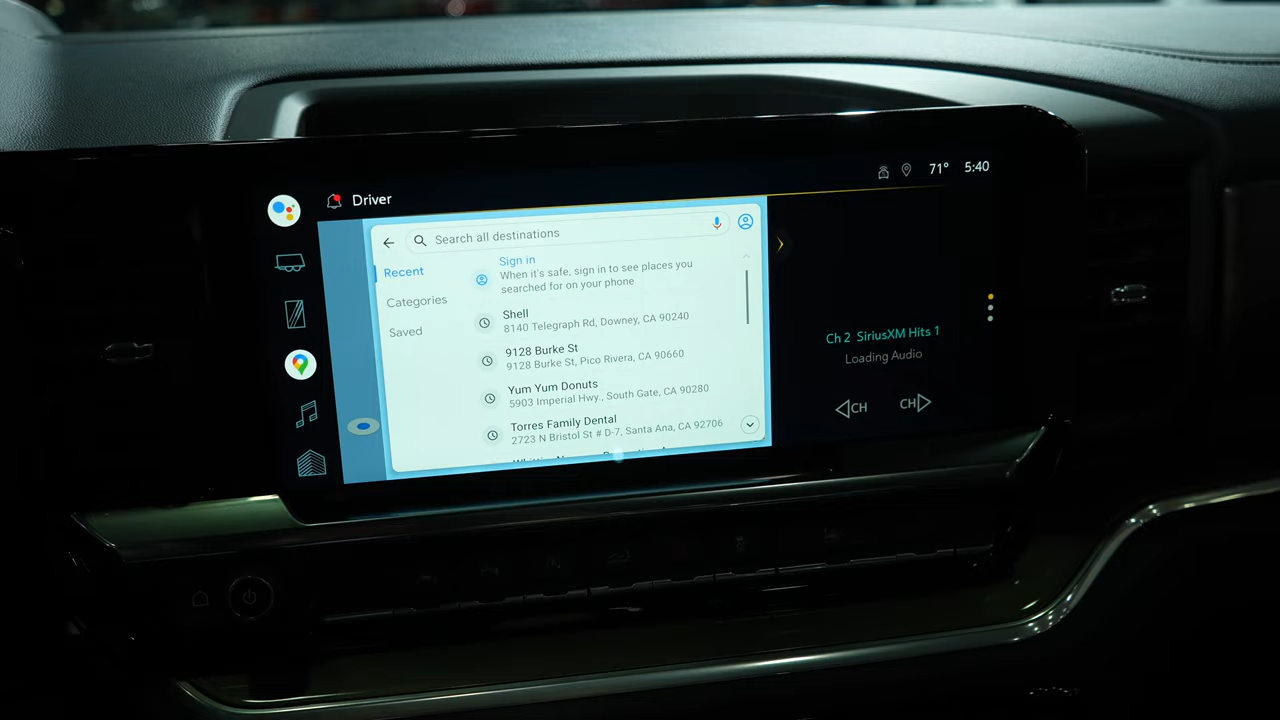 Driver
71° 5:40
Search all destinations
Recent
Categories
Saved
Sign in
When it's safe, sign in to see places you
searched for on your phone
Shell
8140 Telegraph Rd, Downey, CA 90240
9128 Burke St
9128 Burke St, Pico Rivera, CA 90660
Yum Yum Donuts
5903 Imperial Hwy., South Gate, CA 90280
Torres Family Dental
2723 N Bristol St # D-7, Santa Ana, CA 92706
Ch 2 SiriusXM Hits 1
Loading Audio
CH CH